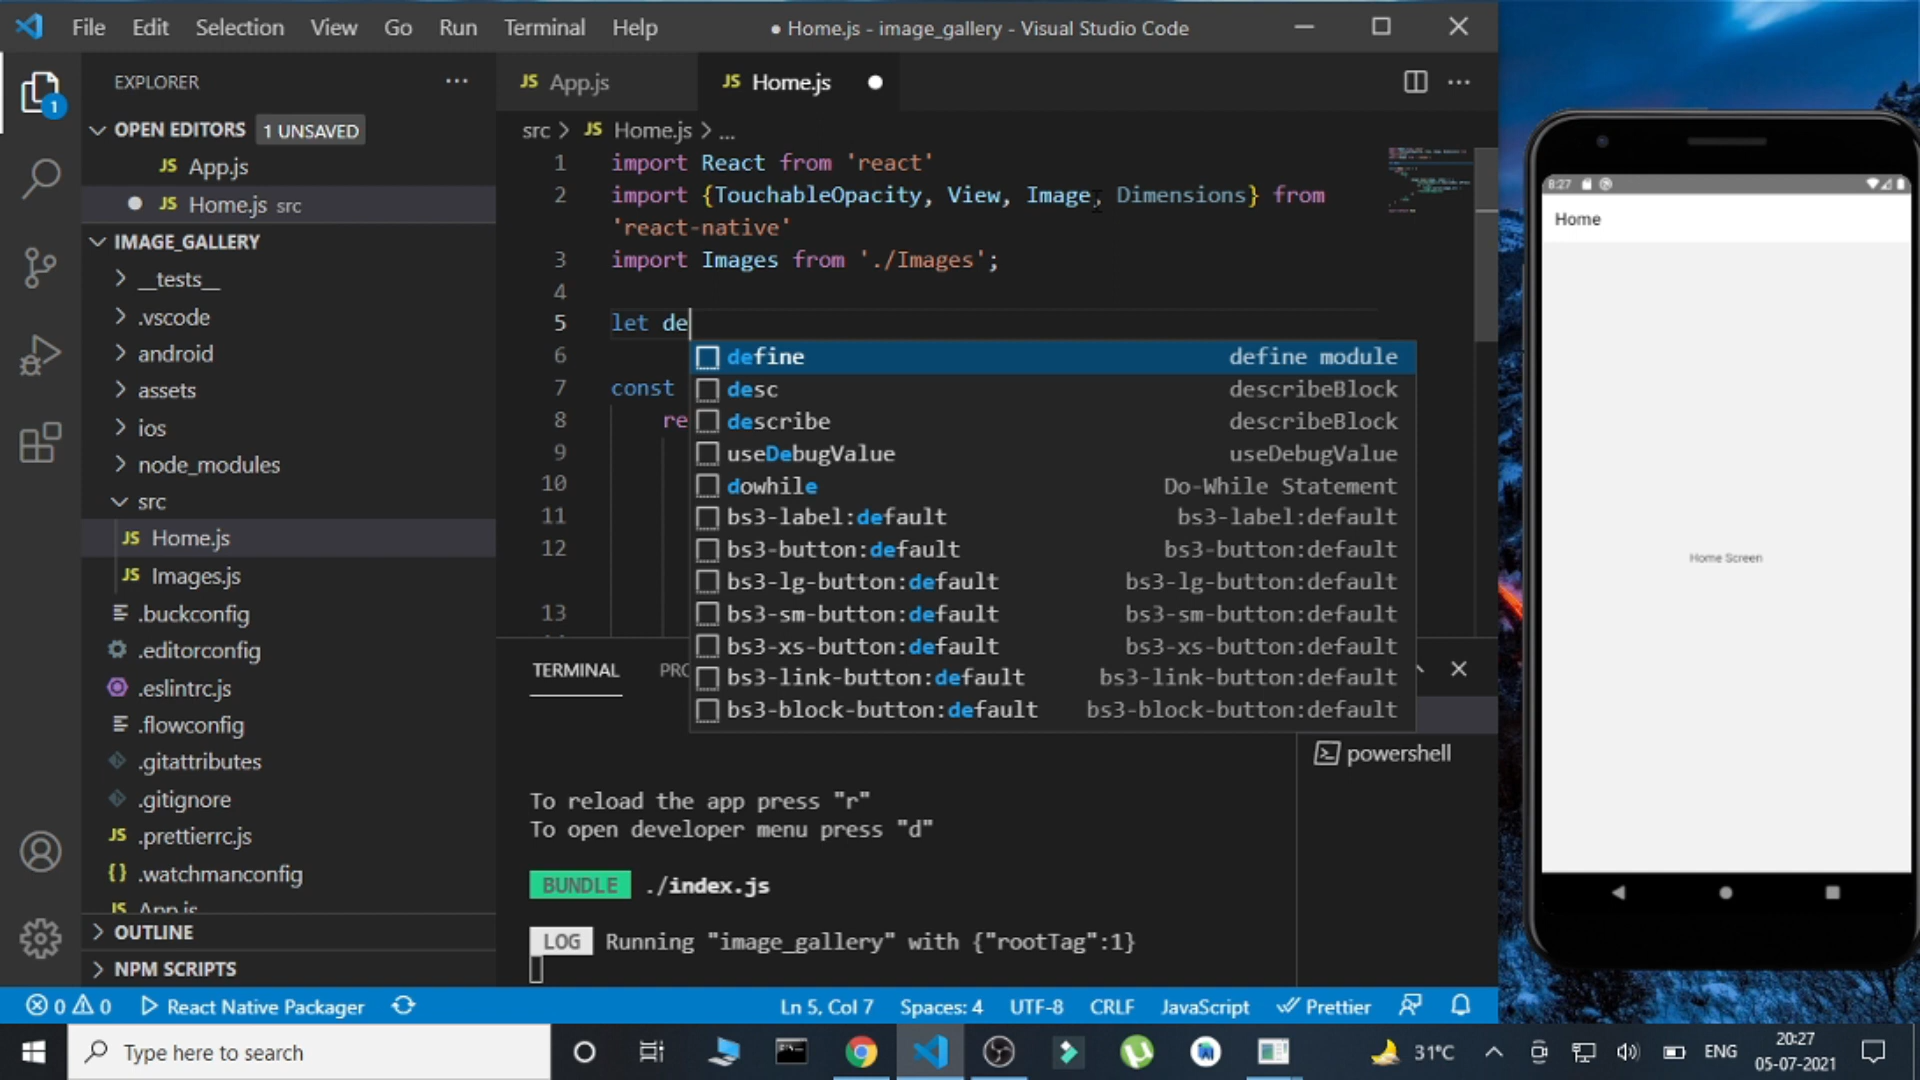 File Edit Selection View Go Run Terminal Help
● Home.js - image_gallery - Visual Studio Code
EXPLORER
1
OPEN EDITORS 1 UNSAVED
JS App.js
● JS Home.js src
IMAGE_GALLERY
__tests__
.vscode
android
assets
ios
node_modules
src
JS Home.js
JS Images.js
.buckconfig
.editorconfig
.eslintrc.js
.flowconfig
.gitattributes
.gitignore
JS .prettierrc.js
{} .watchmanconfig
JS App.js
OUTLINE
NPM SCRIPTS
JS App.js
JS Home.js
src > JS Home.js > ...
1 import React from 'react'
2 import {TouchableOpacity, View, Image, Dimensions} from
'react-native'
3 import Images from './Images';
4
5 let de
6
7 const
8 re
9
10
11
12
13
define define module
desc describeBlock
describe describeBlock
useDebugValue useDebugValue
dowhile Do-While Statement
bs3-label:default bs3-label:default
bs3-button:default bs3-button:default
bs3-lg-button:default bs3-lg-button:default
bs3-sm-button:default bs3-sm-button:default
bs3-xs-button:default bs3-xs-button:default
bs3-link-button:default bs3-link-button:default
bs3-block-button:default bs3-block-button:default
TERMINAL
powershell
To reload the app press "r"
To open developer menu press "d"
BUNDLE ./index.js
LOG Running "image_gallery" with {"rootTag":1}
0 0 React Native Packager
Ln 5, Col 7 Spaces: 4 UTF-8 CRLF JavaScript Prettier
8:27
Home
Home Screen
Type here to search
31°C
ENG
20:27
05-07-2021